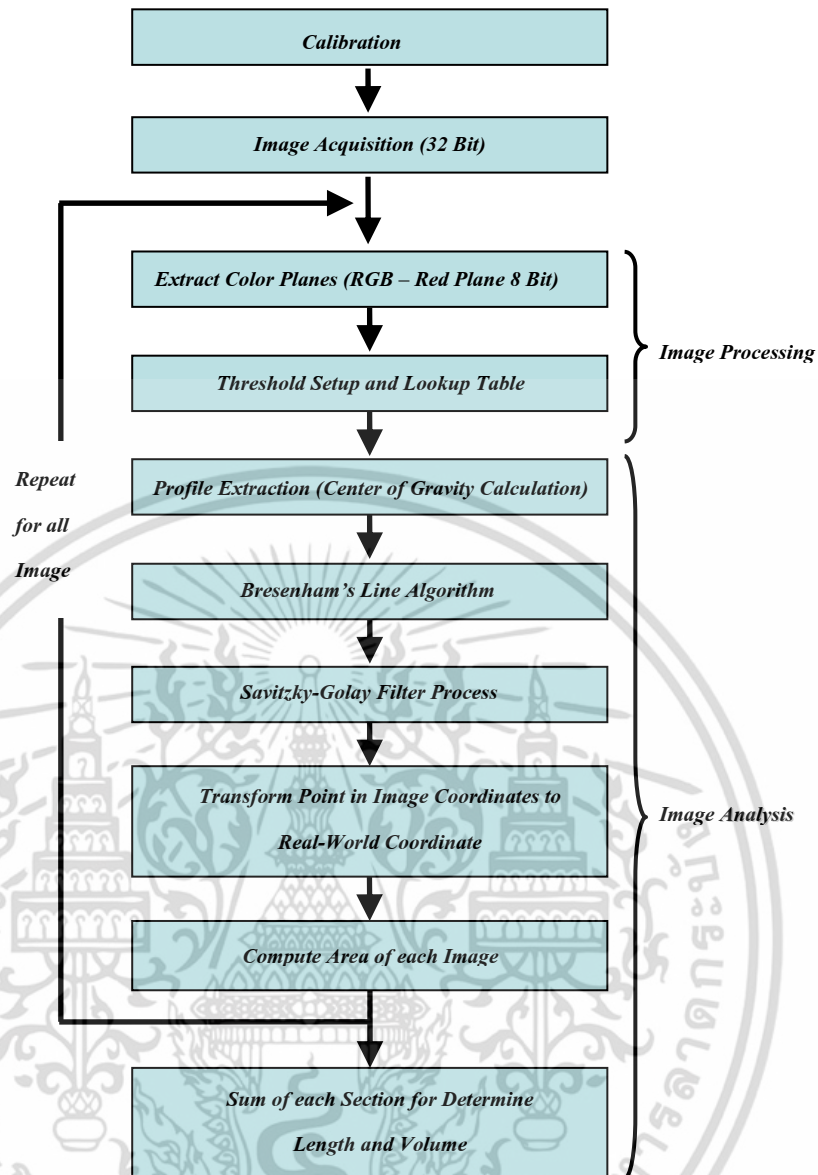 Calibration
Image Acquisition (32 Bit)
Extract Color Planes (RGB – Red Plane 8 Bit)
Image Processing
Threshold Setup and Lookup Table
Repeat
for all
Image
Profile Extraction (Center of Gravity Calculation)
Bresenham's Line Algorithm
Savitzky-Golay Filter Process
Transform Point in Image Coordinates to
Real-World Coordinate
Image Analysis
Compute Area of each Image
Sum of each Section for Determine
Length and Volume